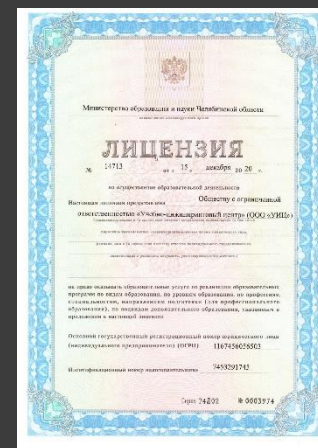 Министерство образования и науки Челябинской области
ЛИЦЕНЗИЯ
№ 14713 « 15 » декабря 20 г.
на осуществление образовательной деятельности
Настоящая лицензия предоставлена Обществу с ограниченной
ответственностью «Учебно-инжиниринговый центр» (ООО «УИЦ»)
на право оказывать образовательные услуги по реализации образовательных
программ по видам образования, по уровням образования, по профессиям,
специальностям, направлениям подготовки (для профессионального
образования), по подвидам дополнительного образования, указанным в
приложении к настоящей лицензии
Основной государственный регистрационный номер юридического лица
(индивидуального предпринимателя) (ОГРН) 1167456056503
Идентификационный номер налогоплательщика 7453291743
Серия 74Л02 № 0003974